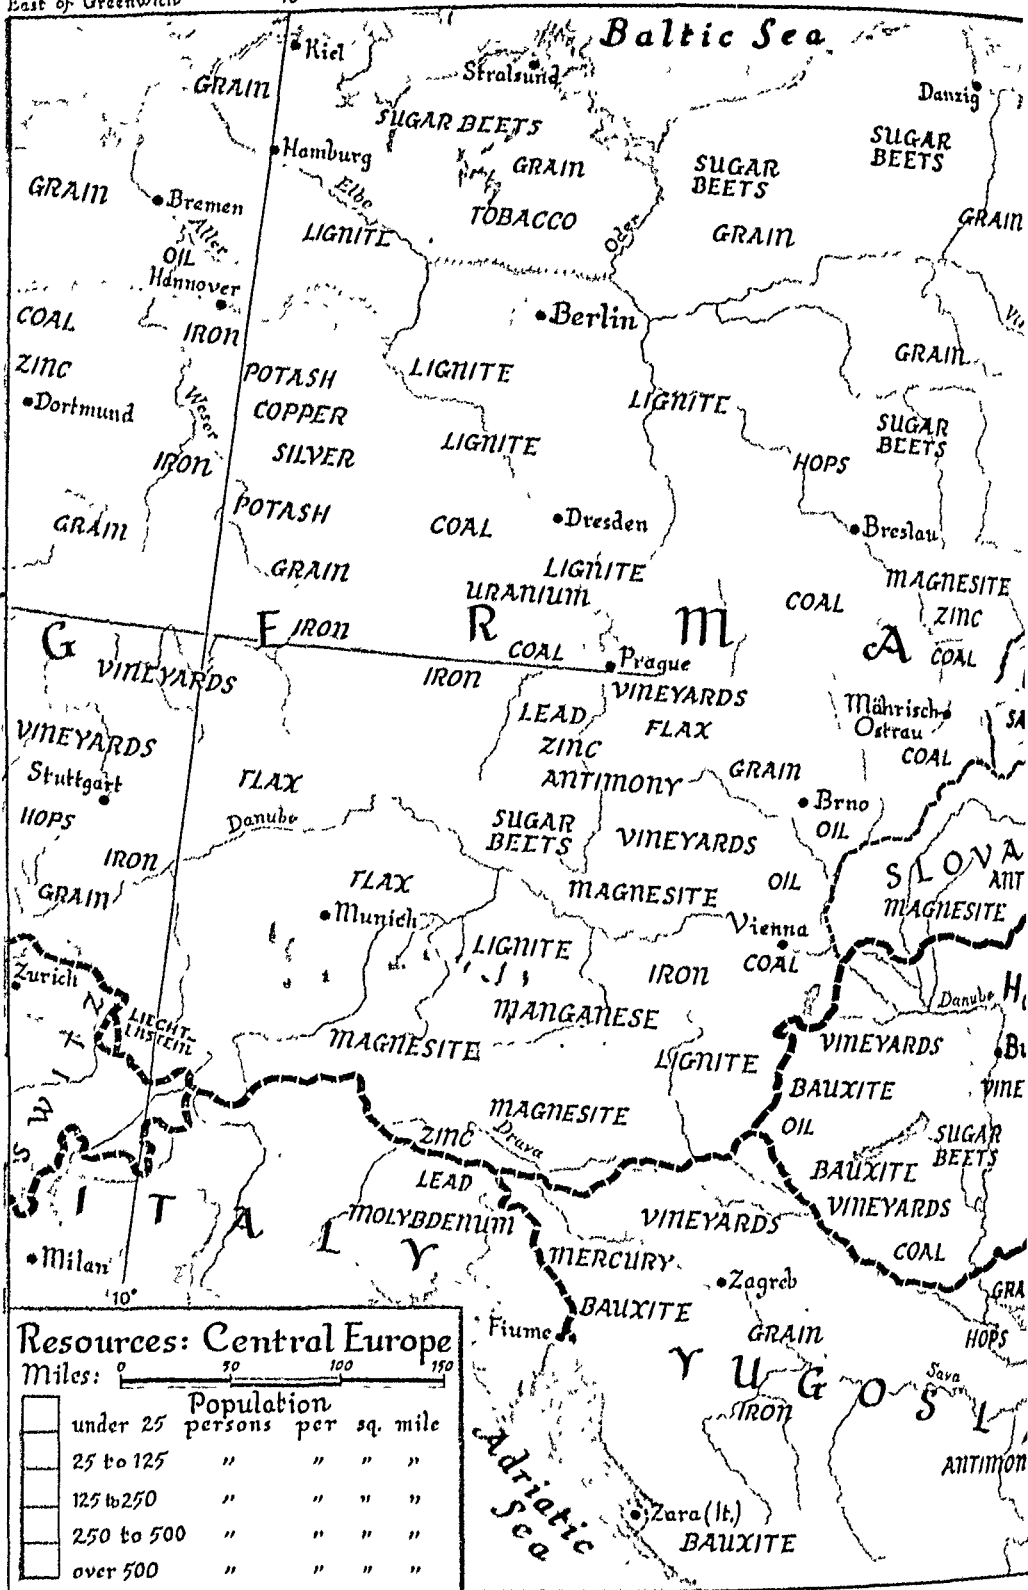 East of Greenwich
Baltic Sea
Kiel
Stralsund
Danzig
GRAIN
SUGAR BEETS
SUGAR
BEETS
Hamburg
GRAIN
SUGAR
BEETS
GRAIN
Elbe
Bremen
TOBACCO
GRAIN
LIGNITE
Oder
GRAIN
Aller
OIL
Hannover
COAL
IRON
Berlin
GRAIN
ZINC
POTASH
LIGNITE
Dortmund
COPPER
LIGNITE
Weser
SUGAR
BEETS
SILVER
LIGNITE
IRON
HOPS
POTASH
GRAIN
COAL
Dresden
Breslau
GRAIN
LIGNITE
MAGNESITE
URANIUM
COAL
ZINC
G E R M A
IRON
COAL
COAL
Prague
VINEYARDS
IRON
VINEYARDS
LEAD
FLAX
Mährisch
Ostrau
SA
VINEYARDS
ZINC
COAL
Stuttgart
FLAX
ANTIMONY
GRAIN
Brno
HOPS
Danube
SUGAR
BEETS
VINEYARDS
OIL
IRON
SLOVA
FLAX
OIL
ANT
GRAIN
MAGNESITE
MAGNESITE
Munich
Vienna
LIGNITE
COAL
Zurich
IRON
Danube
H
LIECHT-
ENSTEIN
MANGANESE
VINEYARDS
MAGNESITE
LIGNITE
Bu
BAUXITE
VINE
SWITZ
MAGNESITE
OIL
SUGAR
BEETS
ZINC
Drava
BAUXITE
LEAD
VINEYARDS
I T A L Y
MOLYBDENUM
VINEYARDS
COAL
Milan
MERCURY
Zagreb
10°
BAUXITE
GRA
Fiume
GRAIN
HOPS
Y U G O S L
Sava
IRON
ANTIMON
Adriatic
Sea
Zara (It.)
BAUXITE
Resources: Central Europe
Miles: 0 50 100 150
Population
under 25 persons per sq. mile
25 to 125 " " " "
125 to 250 " " " "
250 to 500 " " " "
over 500 " " " "